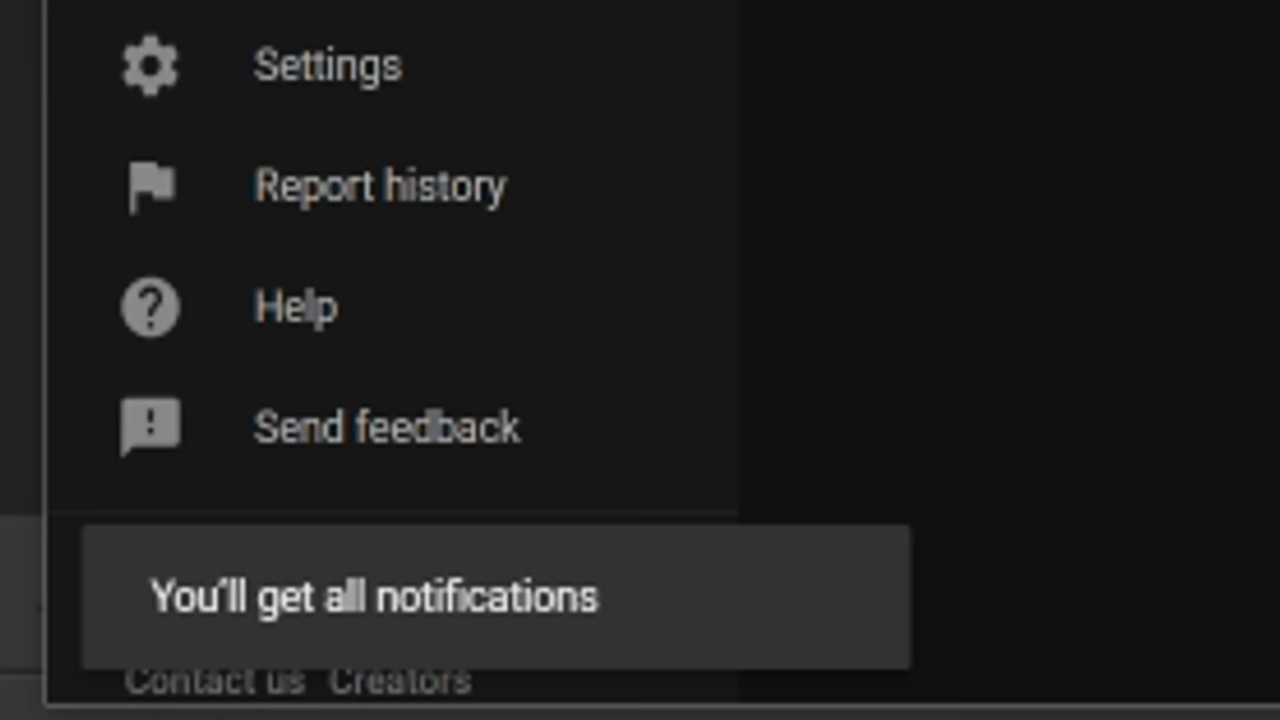 Settings
Report history
Help
Send feedback
You'll get all notifications
Contact us Creators